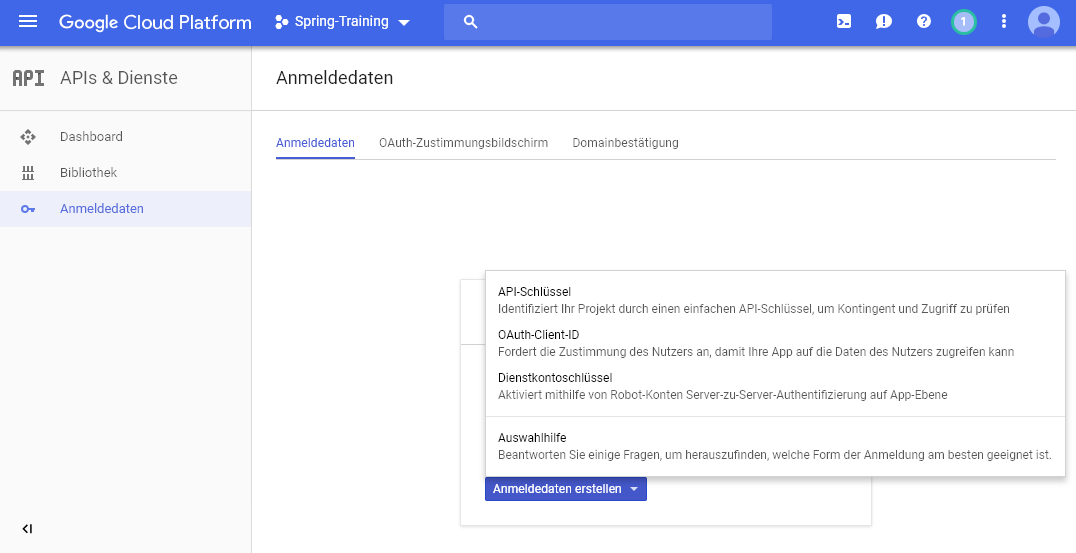 Google Cloud Platform
Spring-Training
1
API
APIs & Dienste
Anmeldedaten
Dashboard
Bibliothek
Anmeldedaten
Anmeldedaten OAuth-Zustimmungsbildschirm Domainbestätigung
API-Schlüssel
Identifiziert Ihr Projekt durch einen einfachen API-Schlüssel, um Kontingent und Zugriff zu prüfen
OAuth-Client-ID
Fordert die Zustimmung des Nutzers an, damit Ihre App auf die Daten des Nutzers zugreifen kann
Dienstkontoschlüssel
Aktiviert mithilfe von Robot-Konten Server-zu-Server-Authentifizierung auf App-Ebene
Auswahlhilfe
Beantworten Sie einige Fragen, um herauszufinden, welche Form der Anmeldung am besten geeignet ist.
Anmeldedaten erstellen